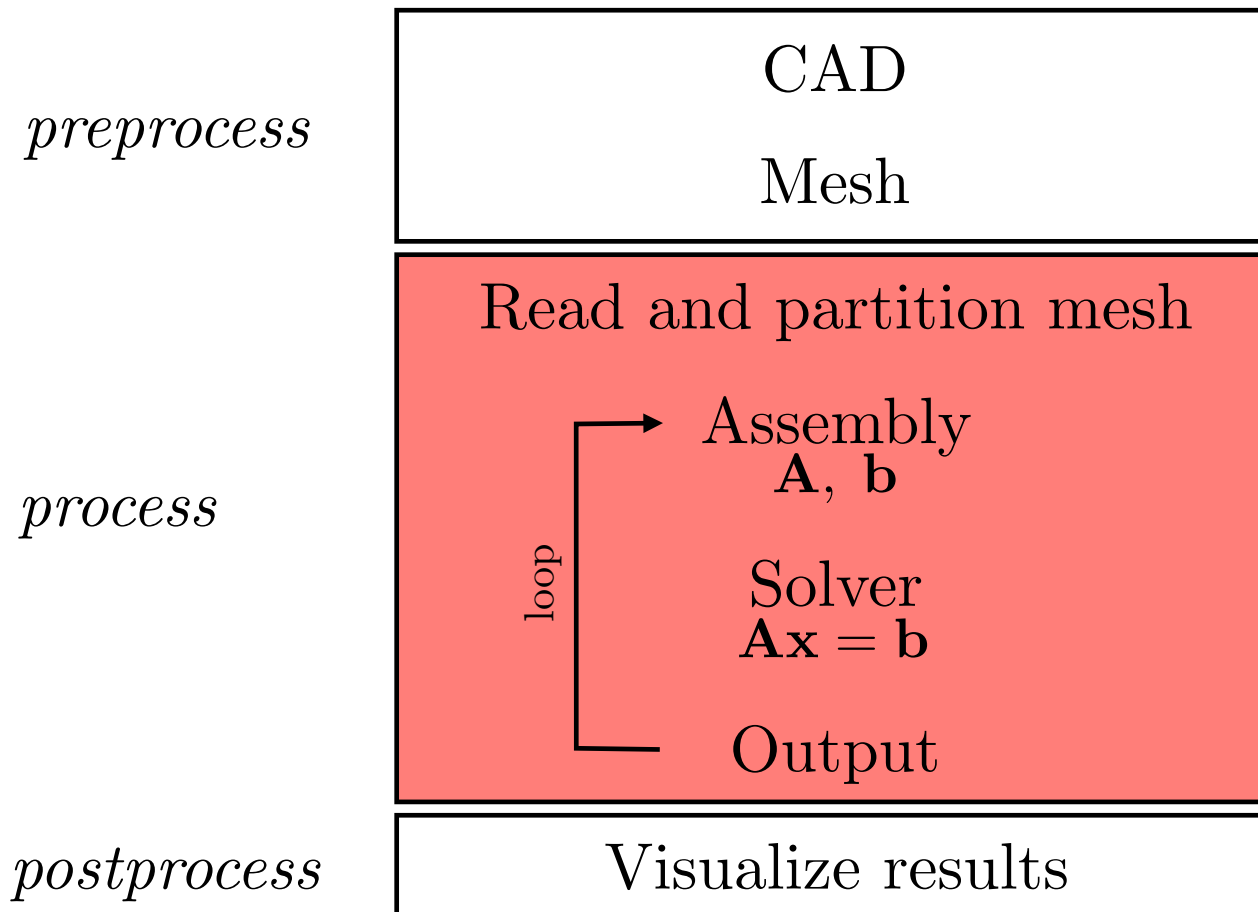 preprocess
CAD
Mesh
process
Read and partition mesh
Assembly
A, b
loop
Solver
Ax = b
Output
postprocess
Visualize results